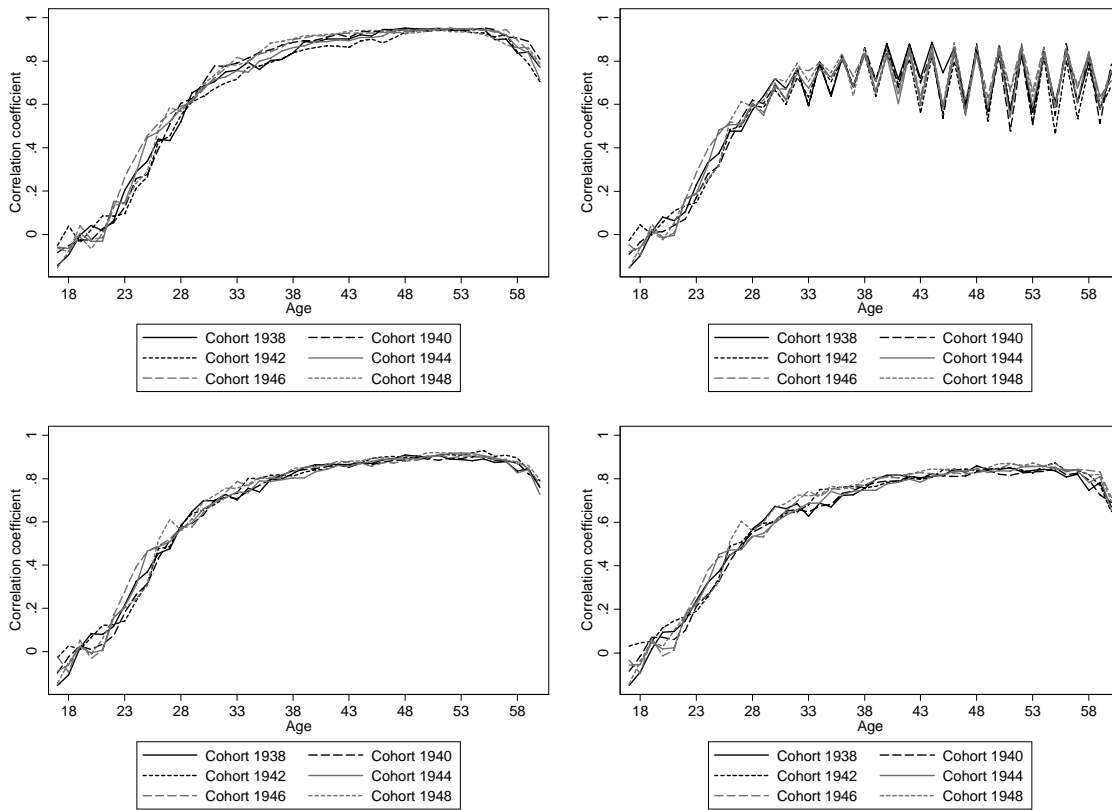 Correlation coefficient
1
.8
.6
.4
.2
0
18 23 28 33 38 43 48 53 58
Age
Cohort 1938 Cohort 1940
Cohort 1942 Cohort 1944
Cohort 1946 Cohort 1948
Correlation coefficient
1
.8
.6
.4
.2
0
18 23 28 33 38 43 48 53 58
Age
Cohort 1938 Cohort 1940
Cohort 1942 Cohort 1944
Cohort 1946 Cohort 1948
Correlation coefficient
1
.8
.6
.4
.2
0
18 23 28 33 38 43 48 53 58
Age
Cohort 1938 Cohort 1940
Cohort 1942 Cohort 1944
Cohort 1946 Cohort 1948
Correlation coefficient
1
.8
.6
.4
.2
0
18 23 28 33 38 43 48 53 58
Age
Cohort 1938 Cohort 1940
Cohort 1942 Cohort 1944
Cohort 1946 Cohort 1948